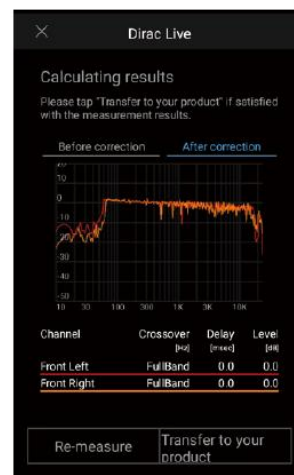 Dirac Live
Calculating results
Please tap "Transfer to your product" if satisfied
with the measurement results.
Before correction After correction
20
10
0
-10
-20
-30
-40
-50
10 30 100 300 1K 3K 10K
Channel Crossover Delay Level
[Hz] [msec] [dB]
Front Left FullBand 0.0 0.0
Front Right FullBand 0.0 0.0
Re-measure Transfer to your
product